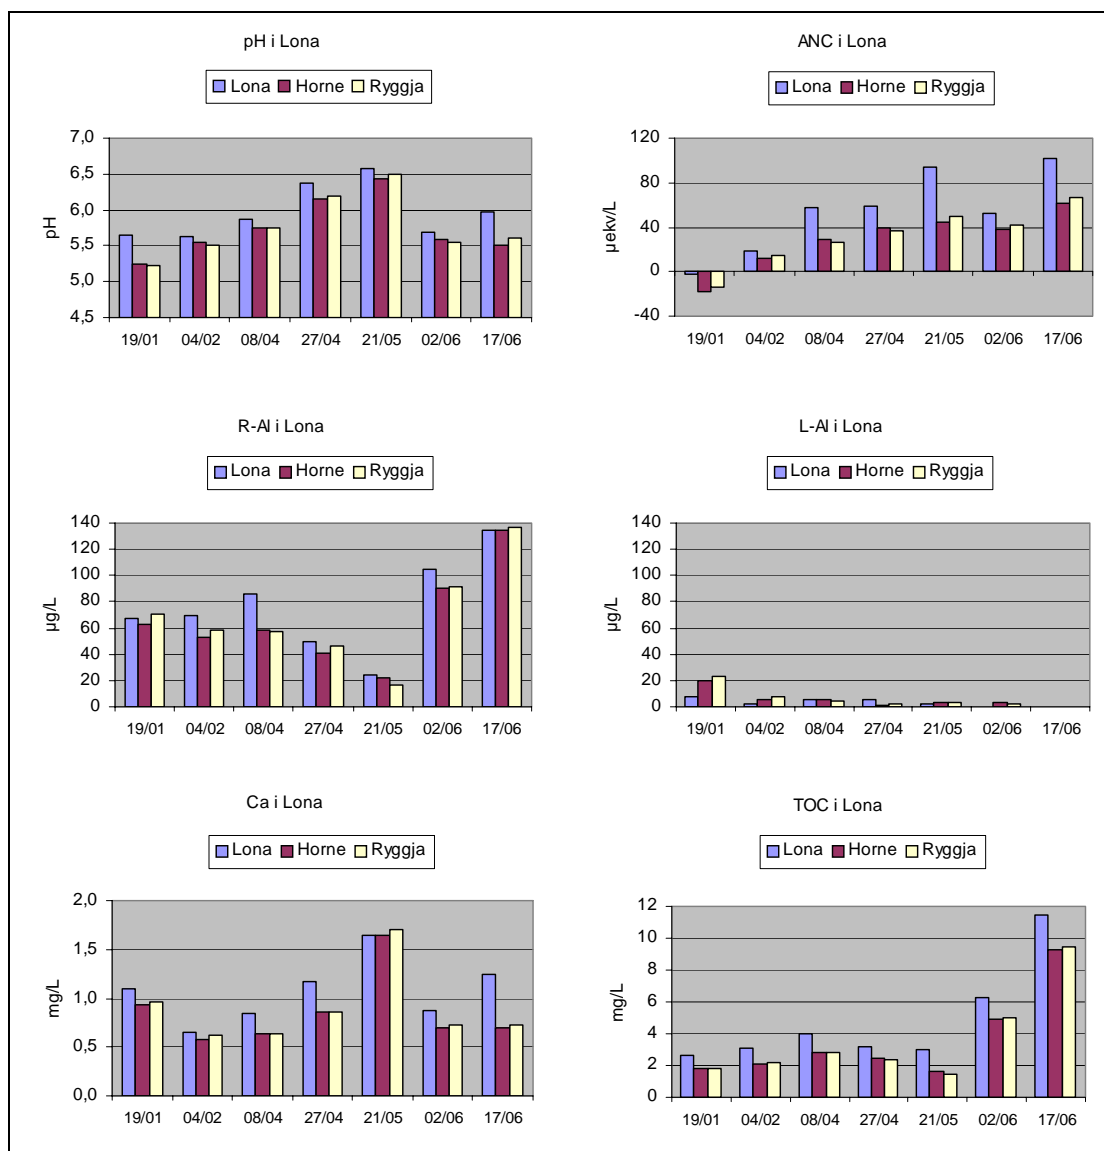 pH i Lona
Lona Horne Ryggja
pH
7,0
6,5
6,0
5,5
5,0
4,5
19/01 04/02 08/04 27/04 21/05 02/06 17/06
ANC i Lona
Lona Horne Ryggja
µekv/L
120
80
40
0
-40
19/01 04/02 08/04 27/04 21/05 02/06 17/06
R-Al i Lona
Lona Horne Ryggja
µg/L
140
120
100
80
60
40
20
0
19/01 04/02 08/04 27/04 21/05 02/06 17/06
L-Al i Lona
Lona Horne Ryggja
µg/L
140
120
100
80
60
40
20
0
19/01 04/02 08/04 27/04 21/05 02/06 17/06
Ca i Lona
Lona Horne Ryggja
mg/L
2,0
1,5
1,0
0,5
0,0
19/01 04/02 08/04 27/04 21/05 02/06 17/06
TOC i Lona
Lona Horne Ryggja
mg/L
12
10
8
6
4
2
0
19/01 04/02 08/04 27/04 21/05 02/06 17/06